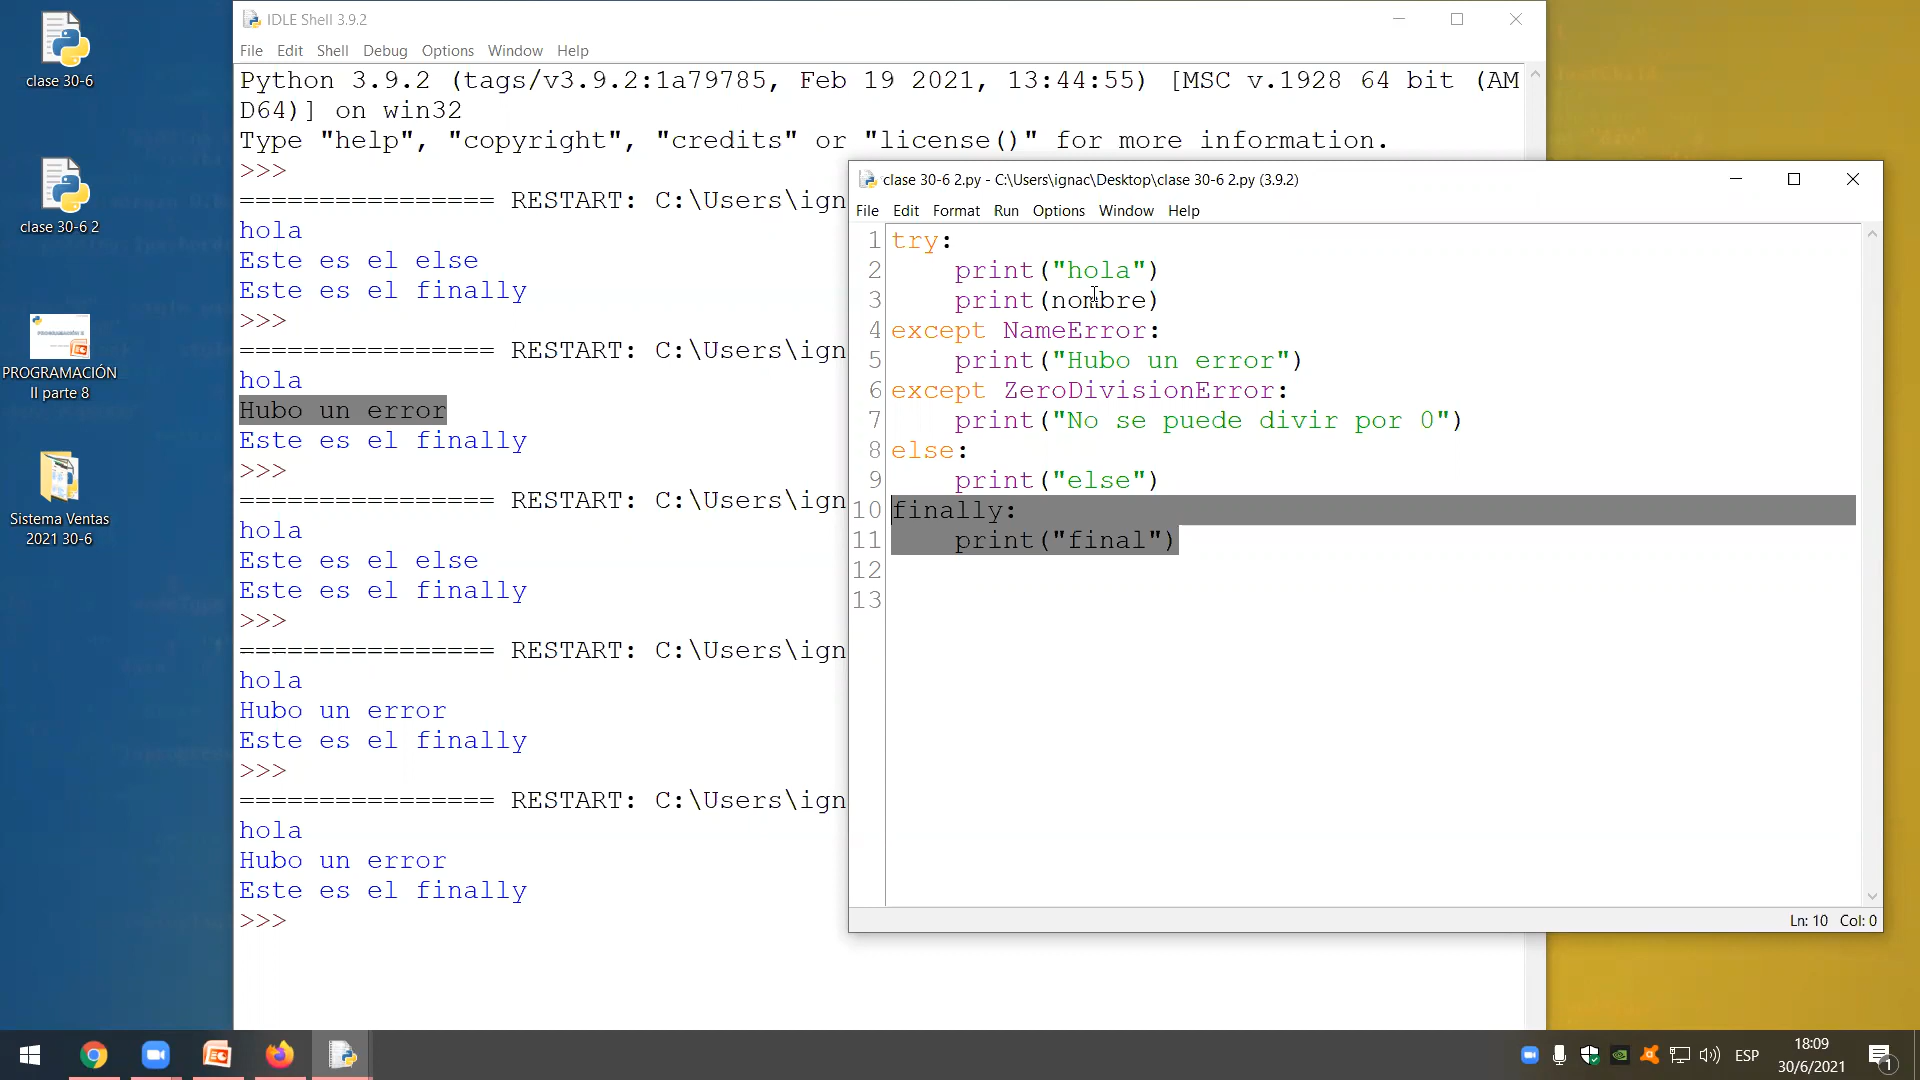 clase 30-6
clase 30-6 2
PROGRAMACIÓN
II parte 8
Sistema Ventas
2021 30-6
IDLE Shell 3.9.2
File Edit Shell Debug Options Window Help
Python 3.9.2 (tags/v3.9.2:1a79785, Feb 19 2021, 13:44:55) [MSC v.1928 64 bit (AM
D64)] on win32
Type "help", "copyright", "credits" or "license()" for more information.
>>>
================ RESTART: C:\Users\ign
hola
Este es el else
Este es el finally
>>>
================ RESTART: C:\Users\ign
hola
Hubo un error
Este es el finally
>>>
================ RESTART: C:\Users\ign
hola
Este es el else
Este es el finally
>>>
================ RESTART: C:\Users\ign
hola
Hubo un error
Este es el finally
>>>
================ RESTART: C:\Users\ign
hola
Hubo un error
Este es el finally
>>>
clase 30-6 2.py - C:\Users\ignac\Desktop\clase 30-6 2.py (3.9.2)
File Edit Format Run Options Window Help
1 try:
2     print("hola")
3     print(nombre)
4 except NameError:
5     print("Hubo un error")
6 except ZeroDivisionError:
7     print("No se puede divir por 0")
8 else:
9     print("else")
10 finally:
11     print("final")
12
13
Ln: 10 Col: 0
ESP
18:09
30/6/2021
1